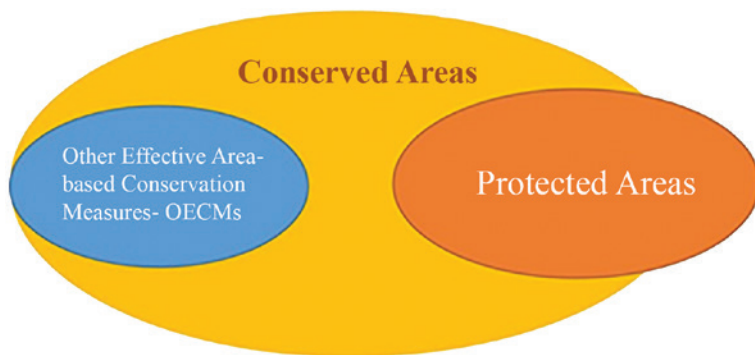 Conserved Areas
Other Effective Area-
based Conservation
Measures- OECMs
Protected Areas